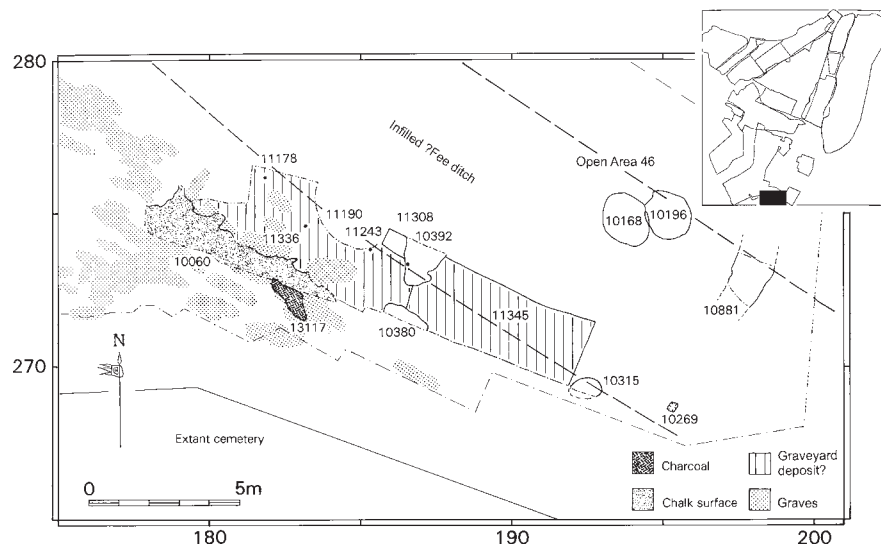 280
270
180
190
200
Infilled ?Fee ditch
Open Area 46
11178
11190
11308
11243
10392
11336
10168
10196
10060
13117
10380
11345
10881
10315
10269
N
Extant cemetery
0
5m
Charcoal
Graveyard
deposit?
Chalk surface
Graves